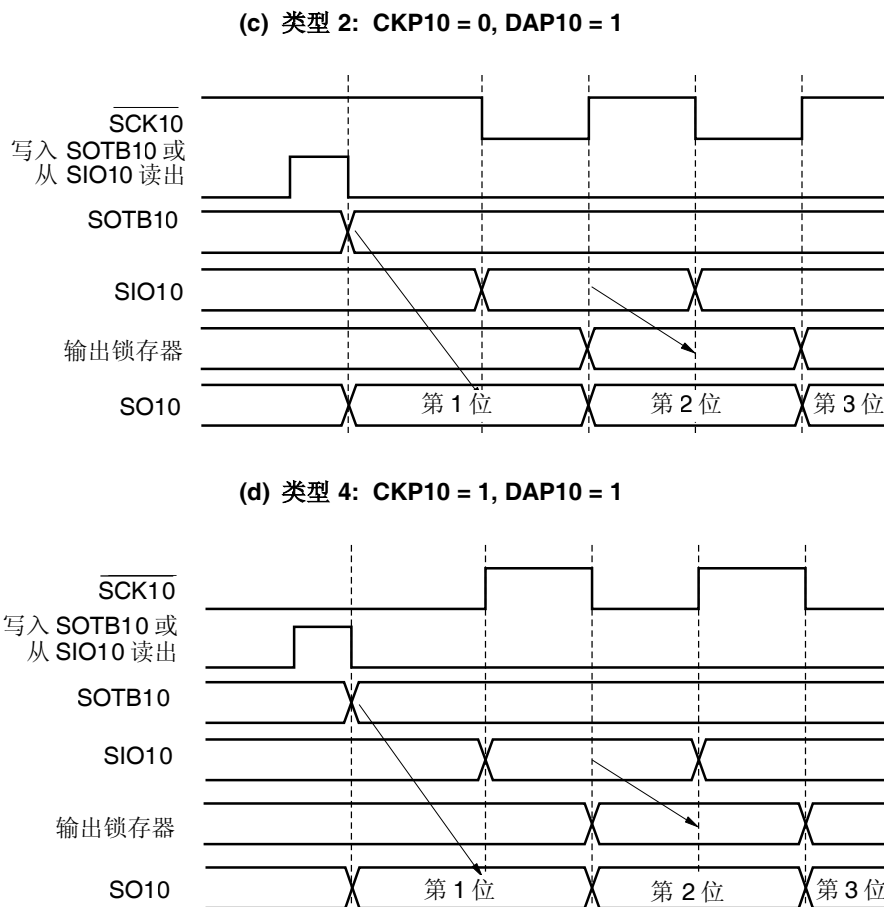 (c) 类型 2: CKP10 = 0, DAP10 = 1
SCK10
写入 SOTB10 或
从 SIO10 读出
SOTB10
SIO10
输出锁存器
SO10
第 1 位
第 2 位
第 3 位
(d) 类型 4: CKP10 = 1, DAP10 = 1
SCK10
写入 SOTB10 或
从 SIO10 读出
SOTB10
SIO10
输出锁存器
SO10
第 1 位
第 2 位
第 3 位